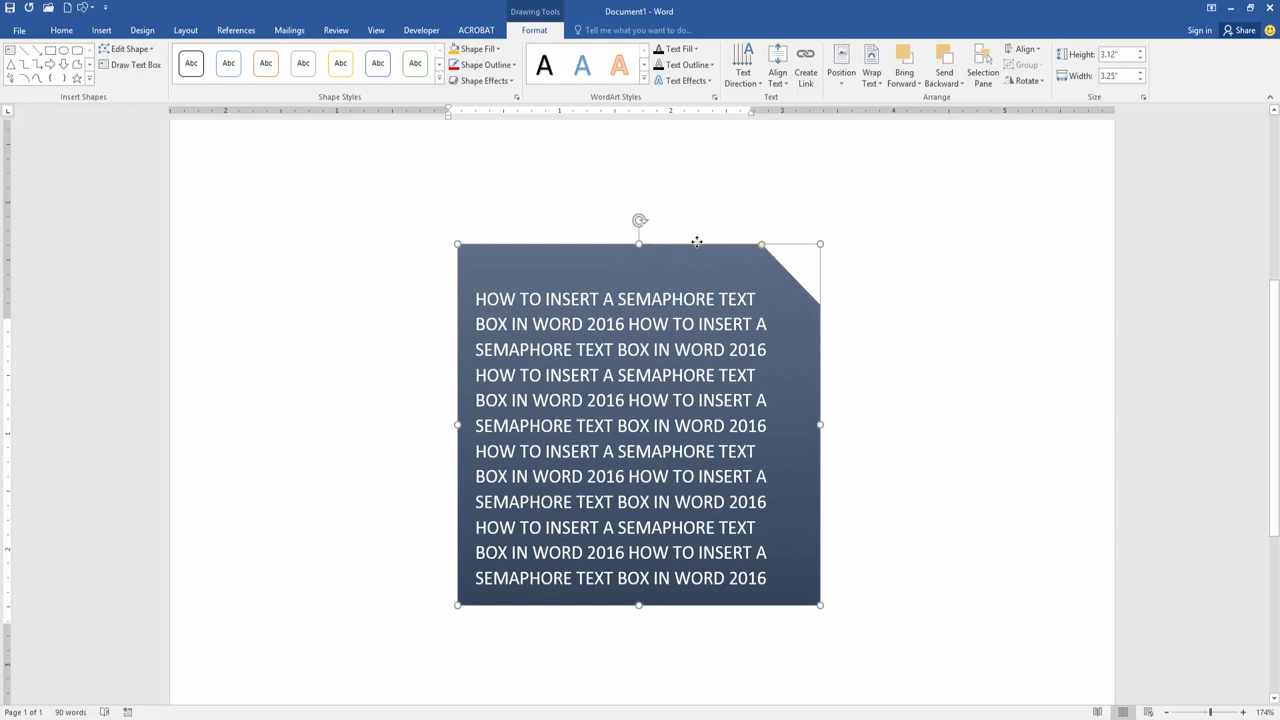 Drawing Tools
Document1 - Word
File Home Insert Design Layout References Mailings Review View Developer ACROBAT Format Tell me what you want to do... Sign in Share
Edit Shape
Draw Text Box
Insert Shapes
Abc Abc Abc Abc Abc Abc Abc
Shape Fill
Shape Outline
Shape Effects
Shape Styles
A A A
Text Fill
Text Outline
Text Effects
WordArt Styles
Text Direction
Align Text
Create Link
Text
Position
Wrap Text
Bring Forward
Send Backward
Selection Pane
Align
Group
Rotate
Arrange
Height: 3.12"
Width: 3.25"
Size
2 1 1 2 3 4 5
HOW TO INSERT A SEMAPHORE TEXT
BOX IN WORD 2016 HOW TO INSERT A
SEMAPHORE TEXT BOX IN WORD 2016
HOW TO INSERT A SEMAPHORE TEXT
BOX IN WORD 2016 HOW TO INSERT A
SEMAPHORE TEXT BOX IN WORD 2016
HOW TO INSERT A SEMAPHORE TEXT
BOX IN WORD 2016 HOW TO INSERT A
SEMAPHORE TEXT BOX IN WORD 2016
HOW TO INSERT A SEMAPHORE TEXT
BOX IN WORD 2016 HOW TO INSERT A
SEMAPHORE TEXT BOX IN WORD 2016
Page 1 of 1 90 words 174%